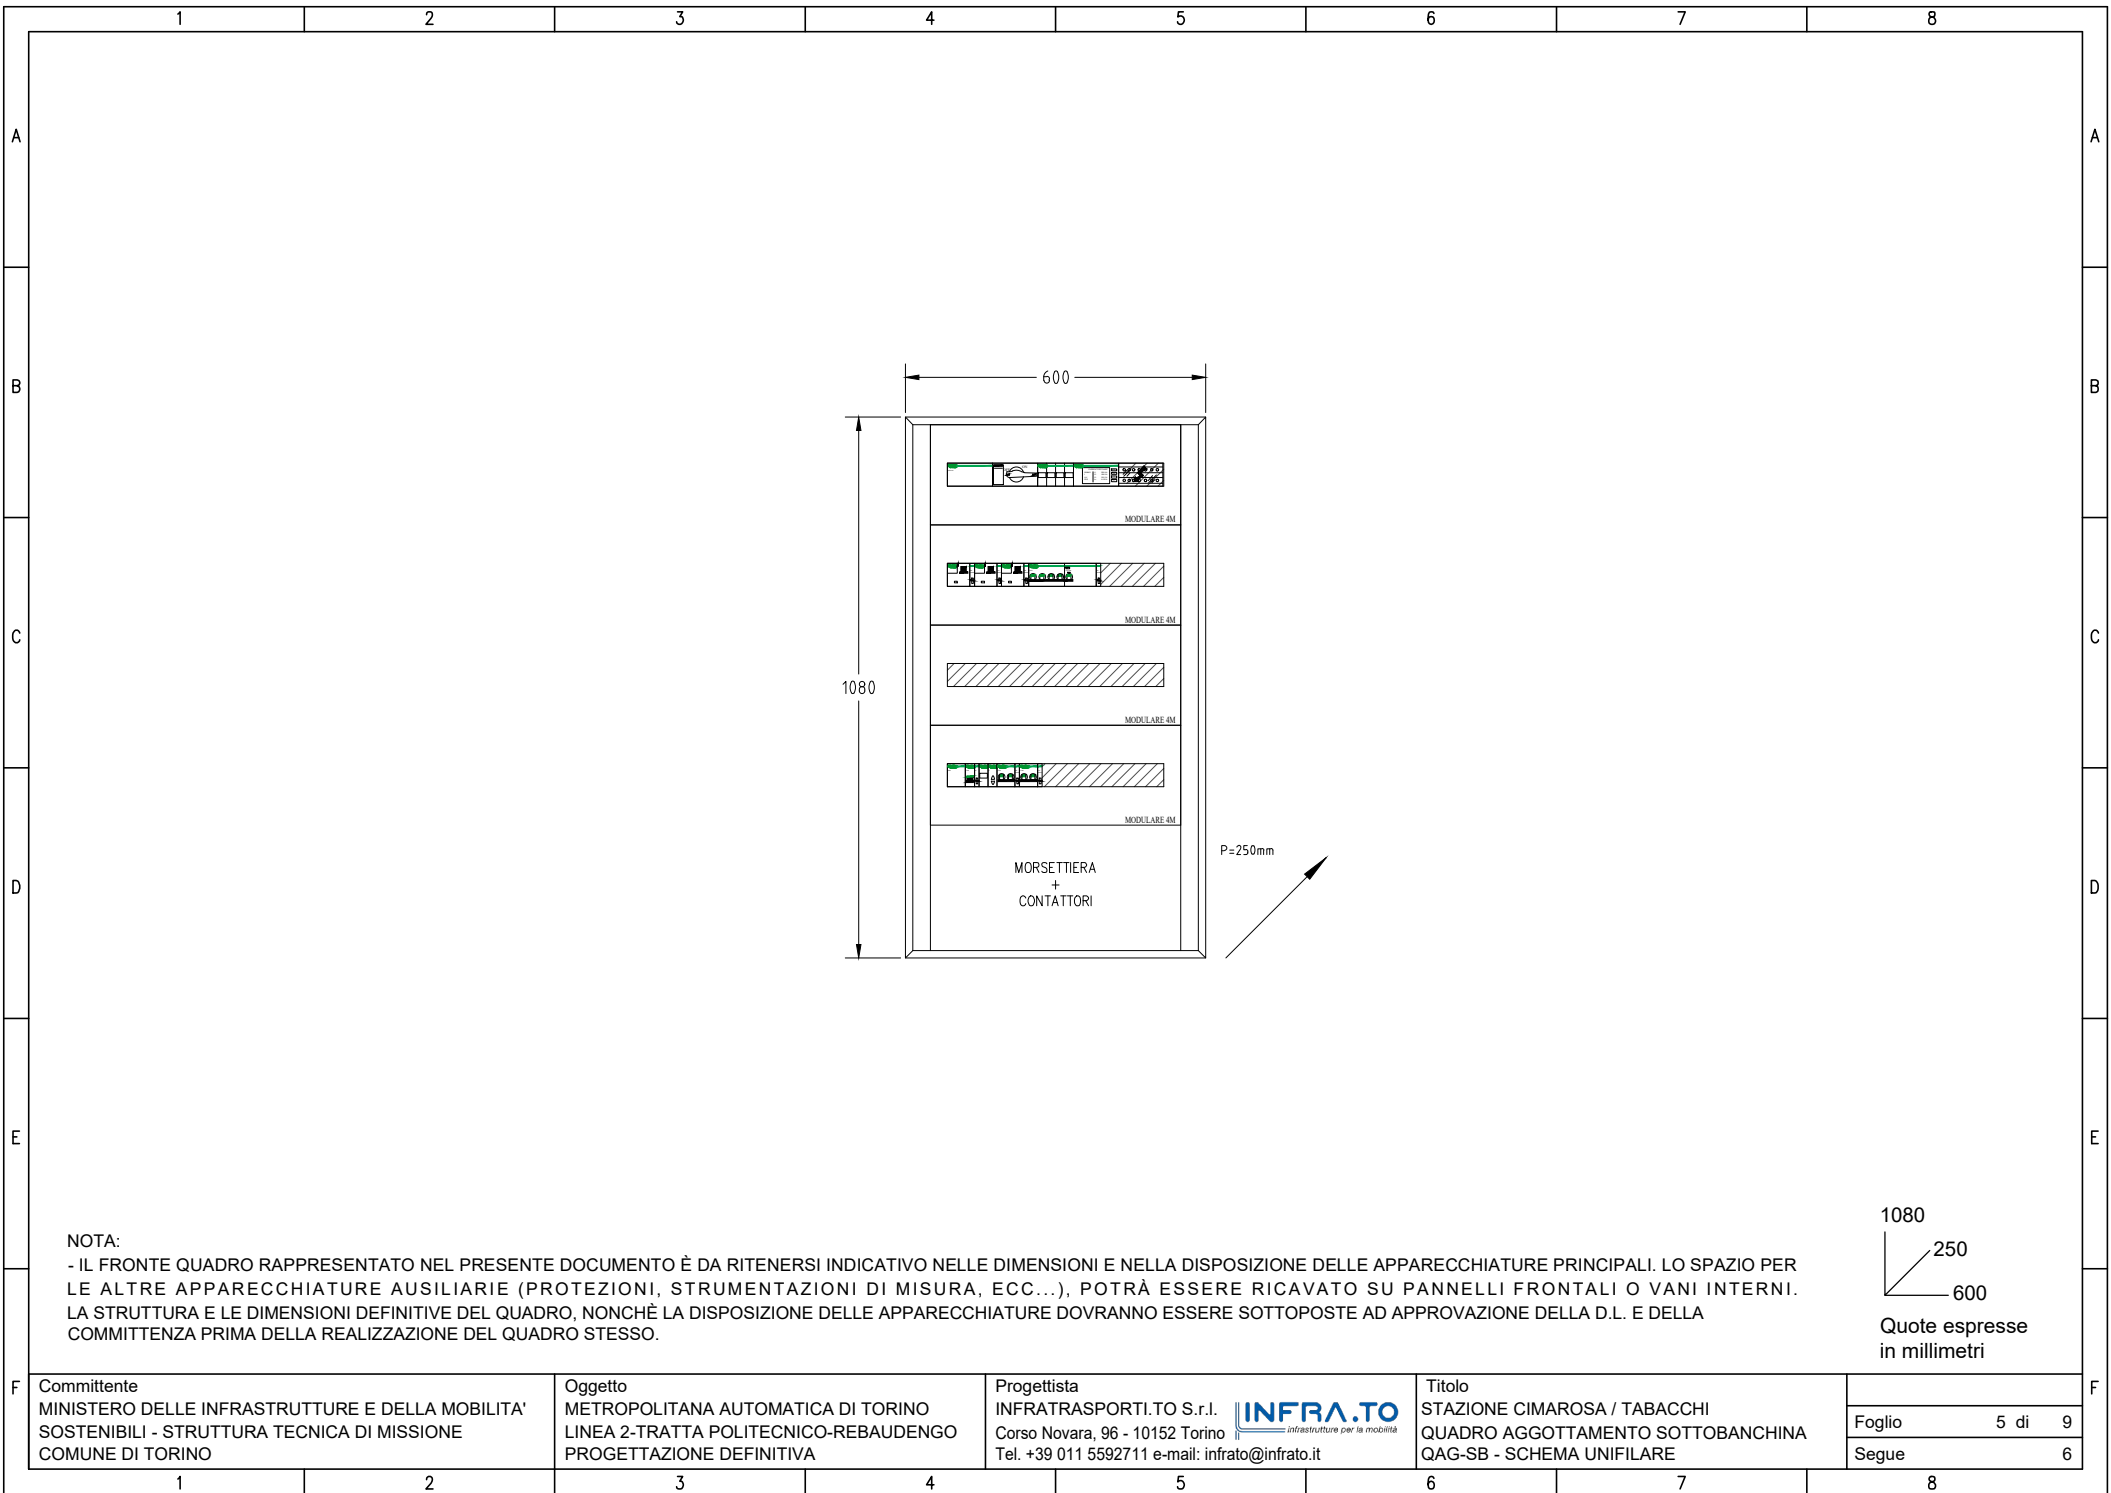 1 2 3 4 5 6 7 8
A A
B B
C C
D D
E E
F F
600
1080
MODULARE 4M
MODULARE 4M
MODULARE 4M
MODULARE 4M
MORSETTIERA
+
CONTATTORI
P=250mm
NOTA:
- IL FRONTE QUADRO RAPPRESENTATO NEL PRESENTE DOCUMENTO È DA RITENERSI INDICATIVO NELLE DIMENSIONI E NELLA DISPOSIZIONE DELLE APPARECCHIATURE PRINCIPALI. LO SPAZIO PER
LE ALTRE APPARECCHIATURE AUSILIARIE (PROTEZIONI, STRUMENTAZIONI DI MISURA, ECC...), POTRÀ ESSERE RICAVATO SU PANNELLI FRONTALI O VANI INTERNI.
LA STRUTTURA E LE DIMENSIONI DEFINITIVE DEL QUADRO, NONCHÈ LA DISPOSIZIONE DELLE APPARECCHIATURE DOVRANNO ESSERE SOTTOPOSTE AD APPROVAZIONE DELLA D.L. E DELLA
COMMITTENZA PRIMA DELLA REALIZZAZIONE DEL QUADRO STESSO.
1080
250
600
Quote espresse
in millimetri
Committente
MINISTERO DELLE INFRASTRUTTURE E DELLA MOBILITA'
SOSTENIBILI - STRUTTURA TECNICA DI MISSIONE
COMUNE DI TORINO
Oggetto
METROPOLITANA AUTOMATICA DI TORINO
LINEA 2-TRATTA POLITECNICO-REBAUDENGO
PROGETTAZIONE DEFINITIVA
Progettista
INFRATRASPORTI.TO S.r.l.
Corso Novara, 96 - 10152 Torino
Tel. +39 011 5592711 e-mail: infrato@infrato.it
INFRA.TO
infrastrutture per la mobilità
Titolo
STAZIONE CIMAROSA / TABACCHI
QUADRO AGGOTTAMENTO SOTTOBANCHINA
QAG-SB - SCHEMA UNIFILARE
Foglio 5 di 9
Segue 6
1 2 3 4 5 6 7 8